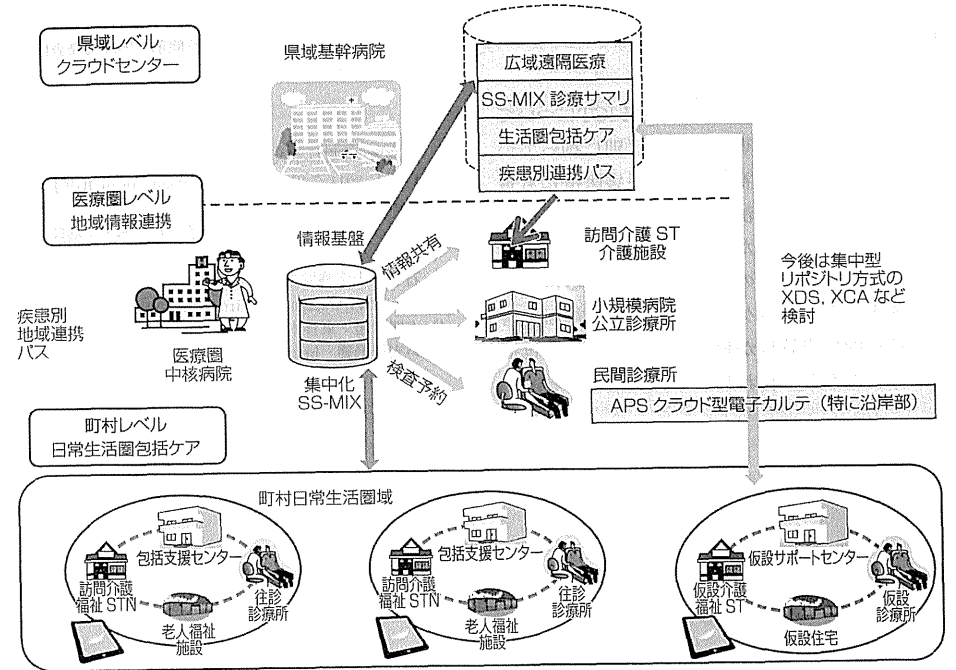 県域レベル
クラウドセンター
県域基幹病院
広域遠隔医療
SS-MIX 診療サマリ
生活圏包括ケア
疾患別連携パス
医療圏レベル
地域情報連携
情報基盤
情報共有
訪問介護 ST
介護施設
今後は集中型
リポジトリ方式の
XDS, XCA など
検討
疾患別
地域連携
パス
医療圏
中核病院
小規模病院
公立診療所
集中化
SS-MIX
検査予約
民間診療所
APS クラウド型電子カルテ（特に沿岸部）
町村レベル
日常生活圏包括ケア
町村日常生活圏域
包括支援センター
訪問介護
福祉 STN
往診
診療所
老人福祉
施設
包括支援センター
訪問介護
福祉 STN
往診
診療所
老人福祉
施設
仮設サポートセンター
仮設介護
福祉 ST
仮設
診療所
仮設住宅